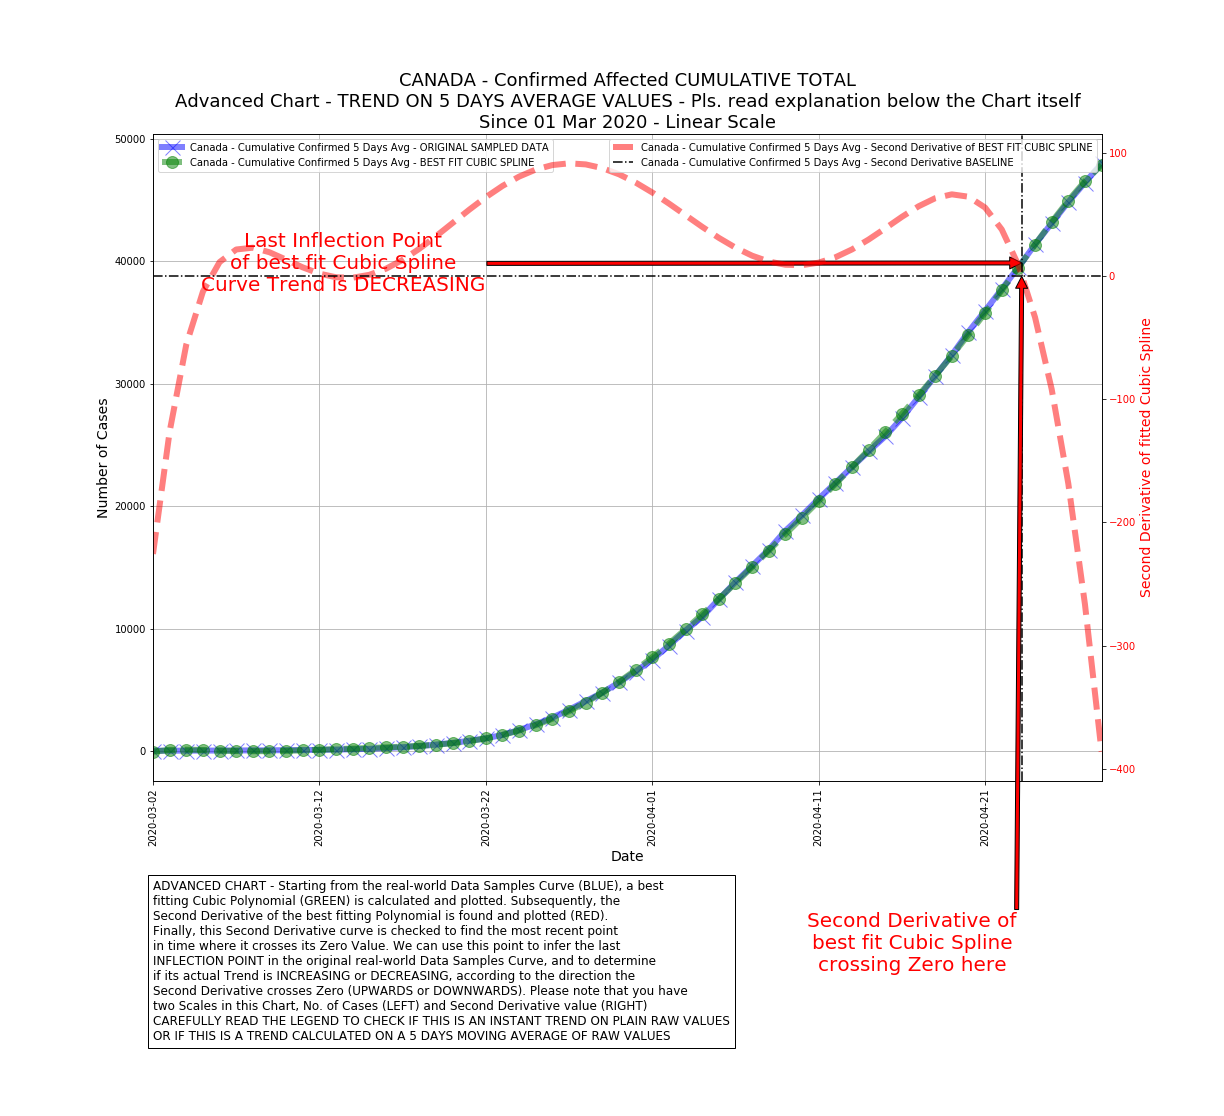 CANADA - Confirmed Affected CUMULATIVE TOTAL
Advanced Chart - TREND ON 5 DAYS AVERAGE VALUES - Pls. read explanation below the Chart itself
Since 01 Mar 2020 - Linear Scale
Canada - Cumulative Confirmed 5 Days Avg - ORIGINAL SAMPLED DATA
Canada - Cumulative Confirmed 5 Days Avg - BEST FIT CUBIC SPLINE
Canada - Cumulative Confirmed 5 Days Avg - Second Derivative of BEST FIT CUBIC SPLINE
Canada - Cumulative Confirmed 5 Days Avg - Second Derivative BASELINE
Last Inflection Point
of best fit Cubic Spline
Curve Trend is DECREASING
50000
40000
30000
20000
10000
0
Number of Cases
100
0
−100
−200
−300
−400
Second Derivative of fitted Cubic Spline
2020-03-02
2020-03-12
2020-03-22
2020-04-01
2020-04-11
2020-04-21
Date
Second Derivative of
best fit Cubic Spline
crossing Zero here
ADVANCED CHART - Starting from the real-world Data Samples Curve (BLUE), a best
fitting Cubic Polynomial (GREEN) is calculated and plotted. Subsequently, the
Second Derivative of the best fitting Polynomial is found and plotted (RED).
Finally, this Second Derivative curve is checked to find the most recent point
in time where it crosses its Zero Value. We can use this point to infer the last
INFLECTION POINT in the original real-world Data Samples Curve, and to determine
if its actual Trend is INCREASING or DECREASING, according to the direction the
Second Derivative crosses Zero (UPWARDS or DOWNWARDS). Please note that you have
two Scales in this Chart, No. of Cases (LEFT) and Second Derivative value (RIGHT)
CAREFULLY READ THE LEGEND TO CHECK IF THIS IS AN INSTANT TREND ON PLAIN RAW VALUES
OR IF THIS IS A TREND CALCULATED ON A 5 DAYS MOVING AVERAGE OF RAW VALUES